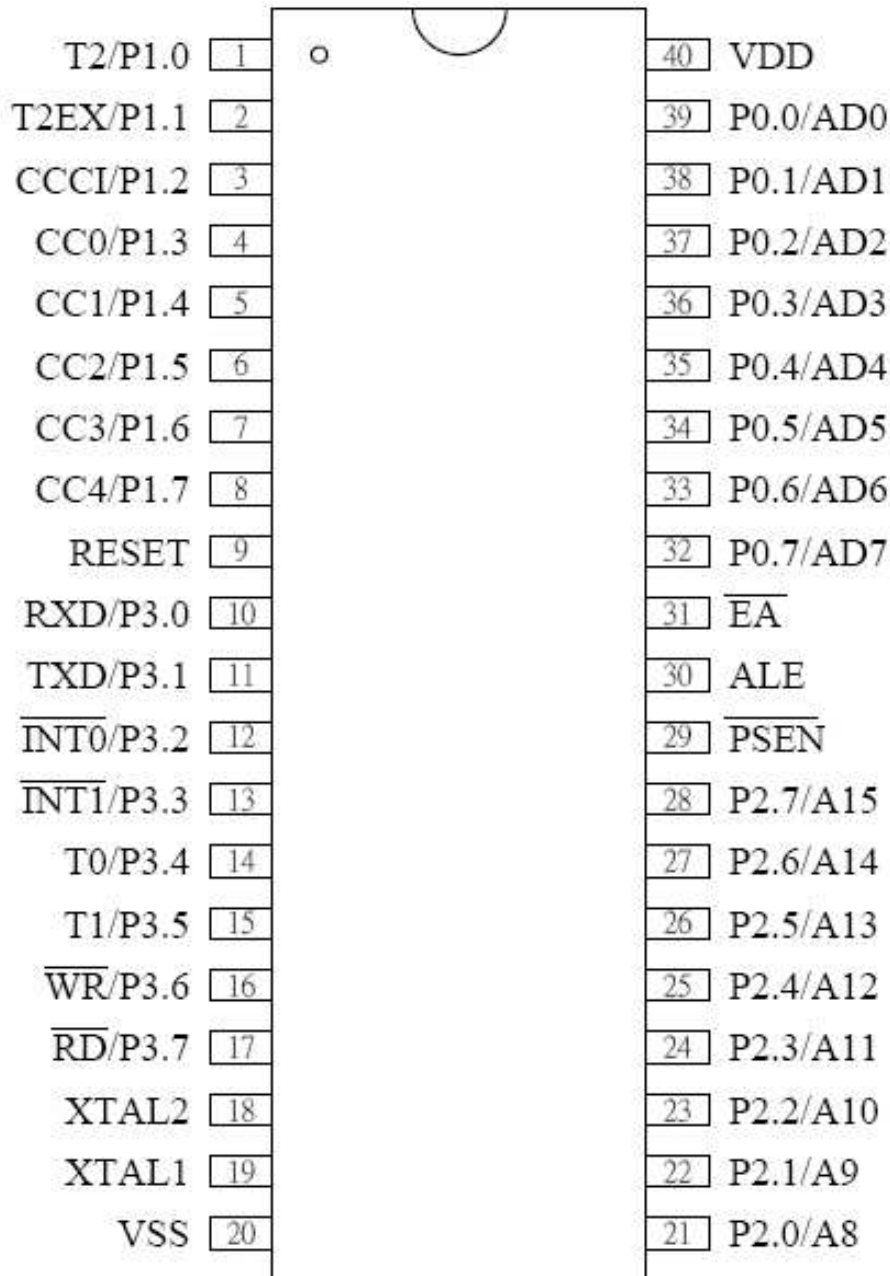 T2/P1.0 1 40 VDD
T2EX/P1.1 2 39 P0.0/AD0
CCCI/P1.2 3 38 P0.1/AD1
CC0/P1.3 4 37 P0.2/AD2
CC1/P1.4 5 36 P0.3/AD3
CC2/P1.5 6 35 P0.4/AD4
CC3/P1.6 7 34 P0.5/AD5
CC4/P1.7 8 33 P0.6/AD6
RESET 9 32 P0.7/AD7
RXD/P3.0 10 31 E̅A̅
TXD/P3.1 11 30 ALE
I̅N̅T̅0̅/P3.2 12 29 P̅S̅E̅N̅
I̅N̅T̅1̅/P3.3 13 28 P2.7/A15
T0/P3.4 14 27 P2.6/A14
T1/P3.5 15 26 P2.5/A13
W̅R̅/P3.6 16 25 P2.4/A12
R̅D̅/P3.7 17 24 P2.3/A11
XTAL2 18 23 P2.2/A10
XTAL1 19 22 P2.1/A9
VSS 20 21 P2.0/A8